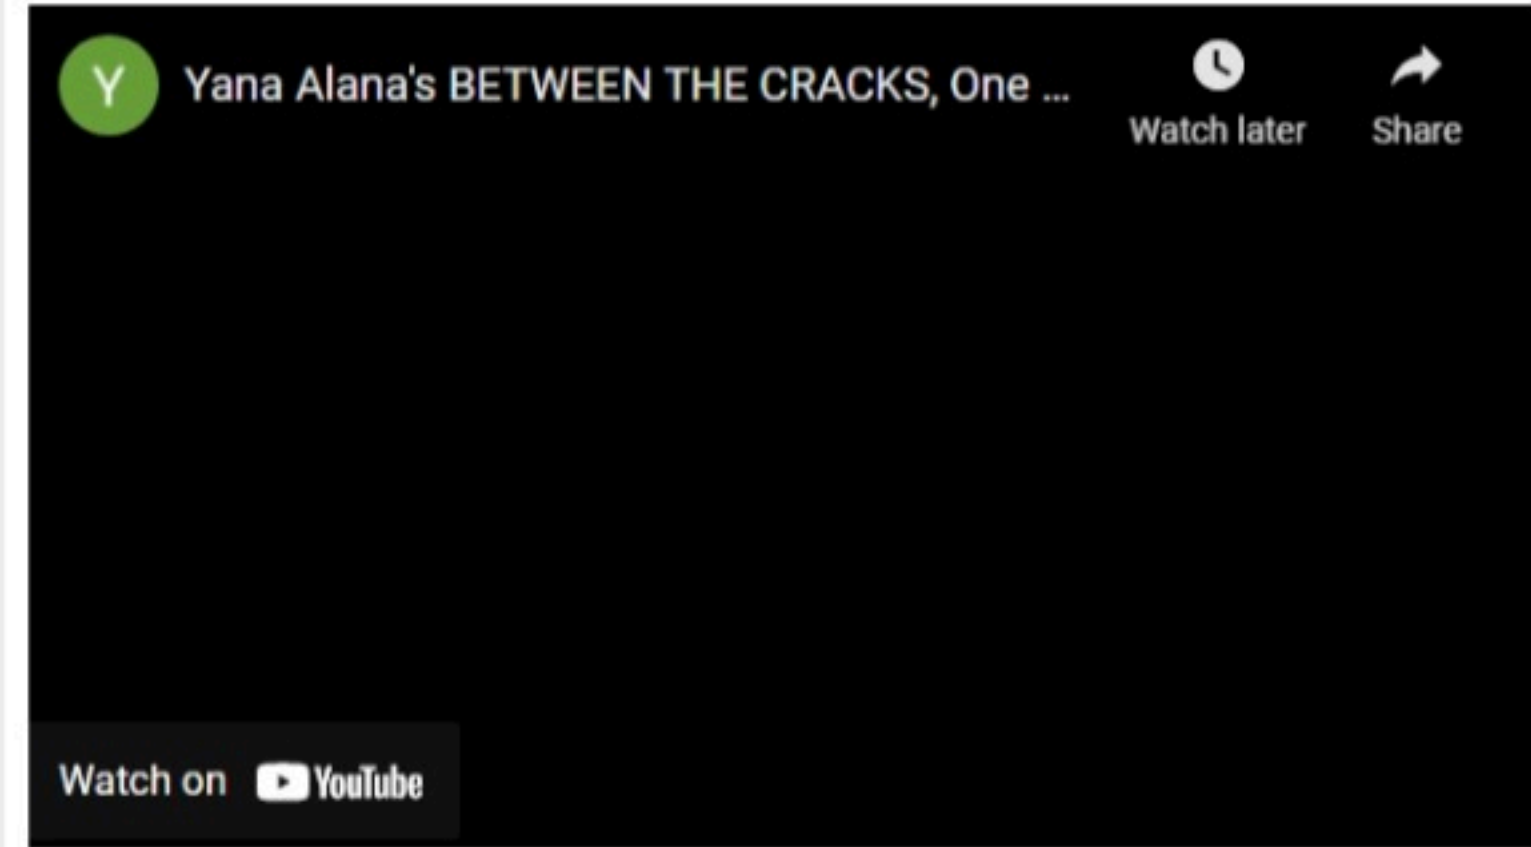 Y
Yana Alana's BETWEEN THE CRACKS, One ...
Watch later
Share
Watch on YouTube